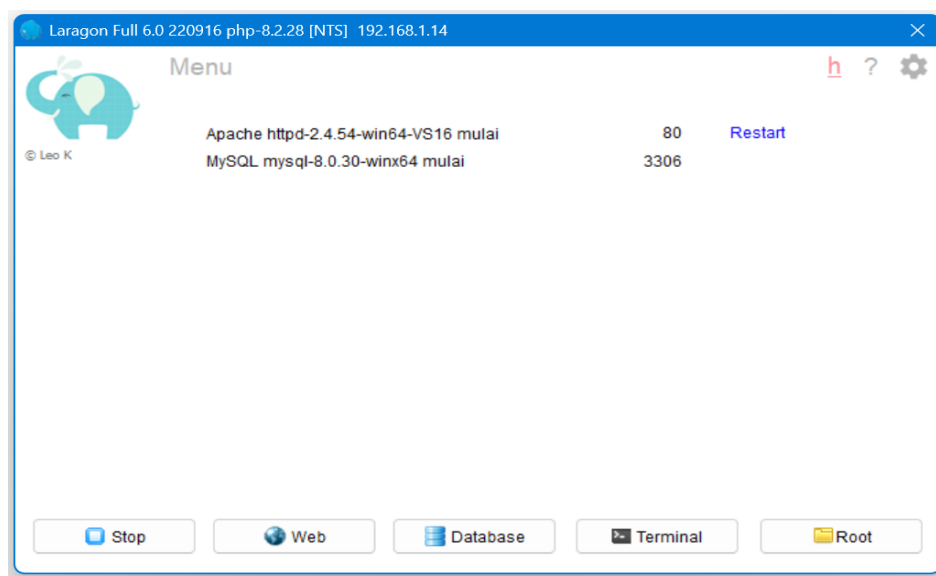 Laragon Full 6.0 220916 php-8.2.28 [NTS] 192.168.1.14
Menu h ?
Apache httpd-2.4.54-win64-VS16 mulai 80 Restart
© Leo K
MySQL mysql-8.0.30-winx64 mulai 3306
Stop Web Database Terminal Root